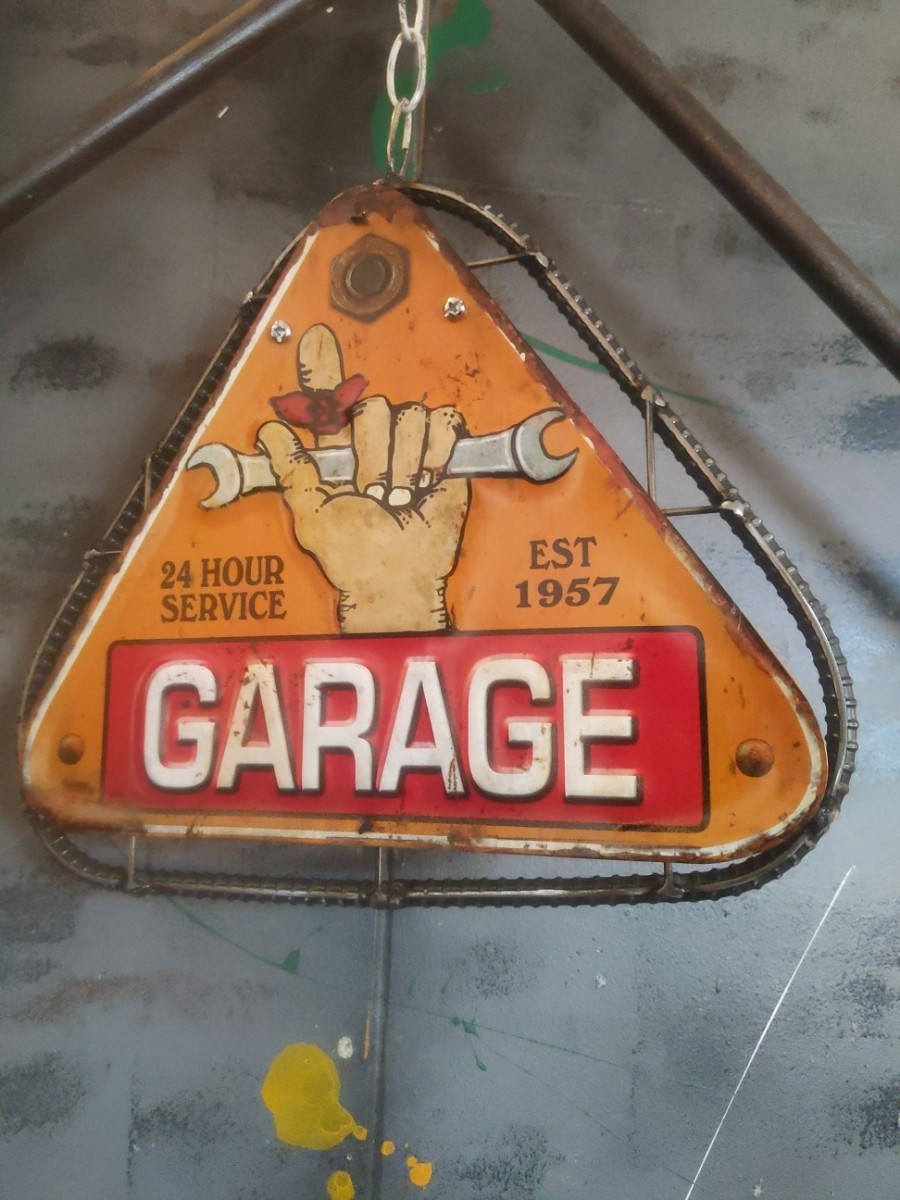 24 HOUR
SERVICE
EST
1957
GARAGE